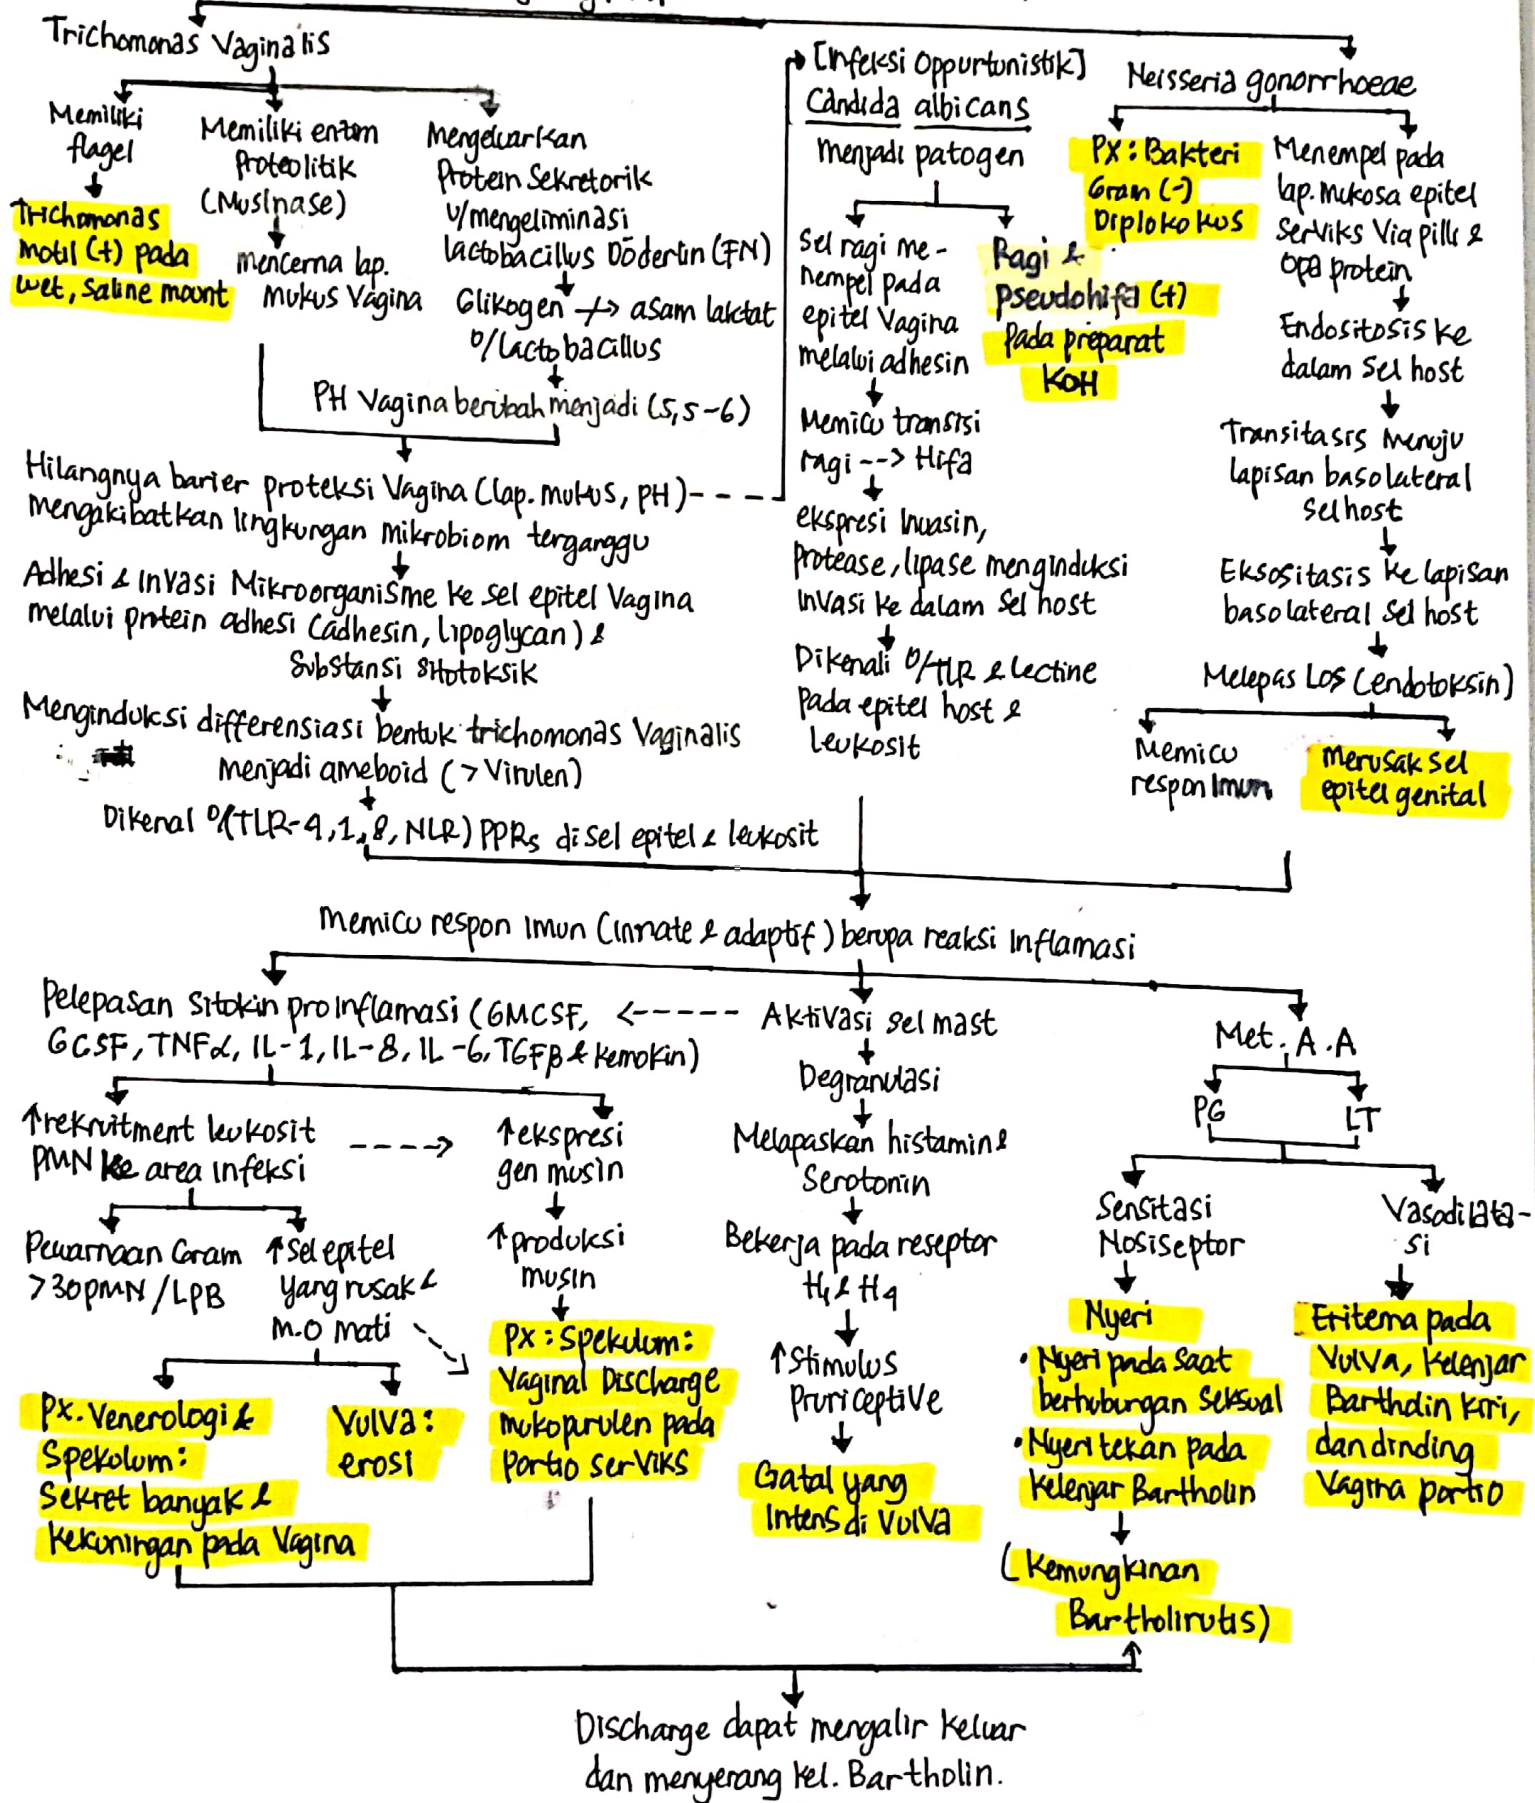 Trichomonas Vaginalis
Memiliki
flagel
Trichomonas
motil (+) pada
wet, saline mount
Memiliki enzim
Proteolitik
(Musinase)
mencerna lap.
mukus Vagina
Mengeluarkan
Protein Sekretorik
u/mengeliminasi
lactobacillus Döderlin (FN)
Glikogen -/-> asam laktat
o/Lactobacillus
PH Vagina berubah menjadi (5,5-6)
Hilangnya barier proteksi Vagina (lap. mukus, PH)
mengakibatkan lingkungan mikrobiom terganggu
Adhesi & Invasi Mikroorganisme ke sel epitel Vagina
melalui protein adhesi (adhesin, lipoglycan) &
Substansi sitotoksik
Menginduksi differensiasi bentuk trichomonas Vaginalis
menjadi ameboid (> Virulen)
Dikenal o/(TLR-4,1,8, NLR) PPRs di sel epitel & leukosit
[Infeksi Oppurtunistik]
Candida albicans
menjadi patogen
Sel ragi me-
nempel pada
epitel Vagina
melalui adhesin
Memicu transisi
ragi --> Hifa
ekspresi Invasin,
Protease, lipase menginduksi
Invasi ke dalam sel host
Dikenali o/TLR & lectine
pada epitel host &
leukosit
Ragi &
pseudohifa (+)
pada preparat
KOH
Neisseria gonorrhoeae
PX: Bakteri
Gram (-)
Diplokokus
Menempel pada
lap. mukosa epitel
Serviks Via pili &
Opa protein
Endositosis ke
dalam sel host
Transitasis menuju
lapisan basolateral
sel host
Eksositasis ke lapisan
basolateral sel host
Melepas LOS (endotoksin)
Memicu
respon Imun
Merusak sel
epitel genital
Memicu respon Imun (innate & adaptif) berupa reaksi Inflamasi
Pelepasan Sitokin pro Inflamasi (GMCSF,
GCSF, TNFα, IL-1, IL-8, IL-6, TGFβ & kemokin)
↑rekruitment leukosit
PMN ke area infeksi
Pewarnaan Gram
>30PMN/LPB
↑Sel epitel
yang rusak &
m.o mati
Px. Venerologi &
Spekolum:
Sekret banyak &
kekuningan pada Vagina
Vulva:
erosi
↑ekspresi
gen musin
↑produksi
musin
PX: Spekulum:
Vaginal Discharge
mukopurulen pada
portio serviks
Aktivasi sel mast
Degranulasi
Melapaskan histamin &
Serotonin
Bekerja pada reseptor
H1 & H4
↑Stimulus
Pruriceptive
Gatal yang
Intens di Vulva
Met. A.A
PG
LT
Sensitasi
Nosiseptor
Nyeri
• Nyeri pada saat
berhubungan Seksual
• Nyeri tekan pada
kelenjar Bartholin
(Kemungkinan
Bartholinutis)
Vasodilata-
si
Eritema pada
Vulva, Kelenjar
Bartholin kiri,
dan dinding
Vagina portio
Discharge dapat mengalir keluar
dan menyerang kel. Bartholin.